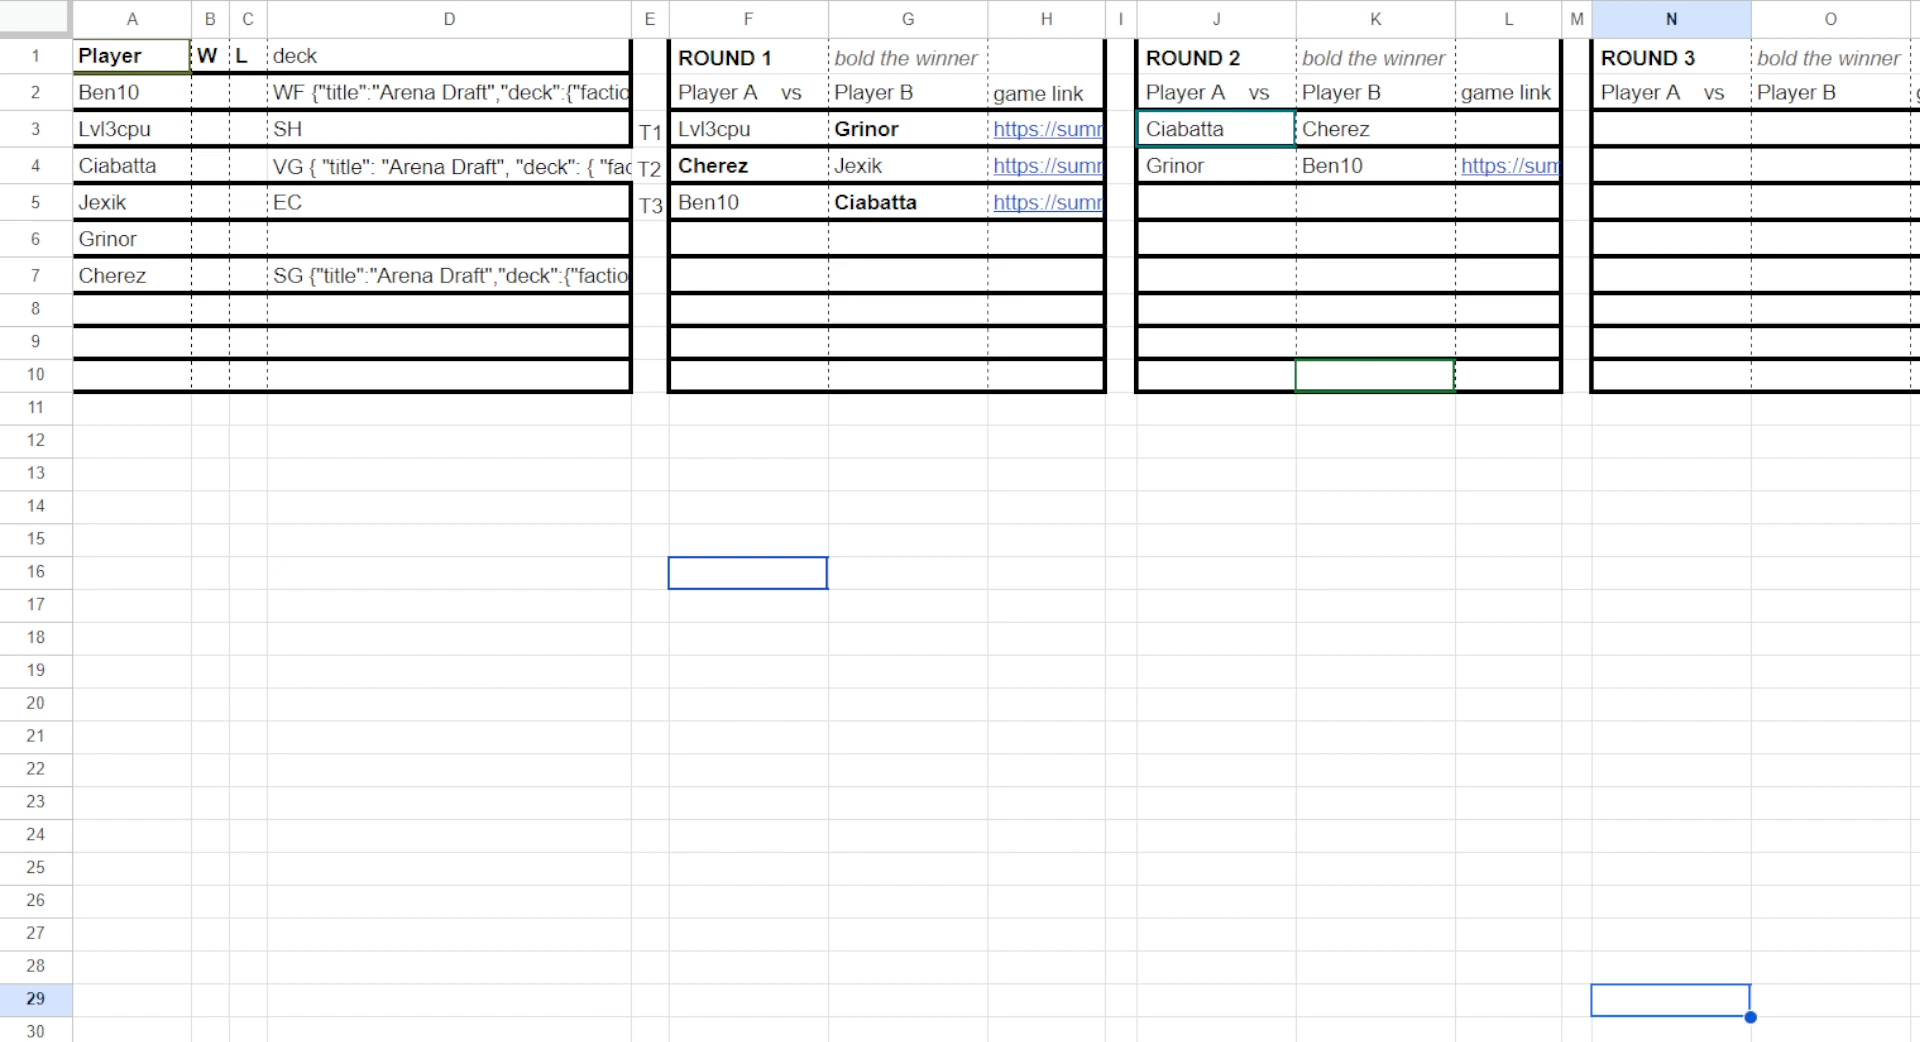 A B C D E F G H I J K L M N O
1 Player W L deck ROUND 1 bold the winner ROUND 2 bold the winner ROUND 3 bold the winner
2 Ben10 WF {"title":"Arena Draft","deck":{"factio Player A vs Player B game link Player A vs Player B game link Player A vs Player B
3 Lvl3cpu SH T1 Lvl3cpu Grinor https://sumr Ciabatta Cherez
4 Ciabatta VG { "title": "Arena Draft", "deck": { "fac T2 Cherez Jexik https://sumr Grinor Ben10 https://sum
5 Jexik EC T3 Ben10 Ciabatta https://sumr
6 Grinor
7 Cherez SG {"title":"Arena Draft","deck":{"factio
8
9
10
11
12
13
14
15
16
17
18
19
20
21
22
23
24
25
26
27
28
29
30